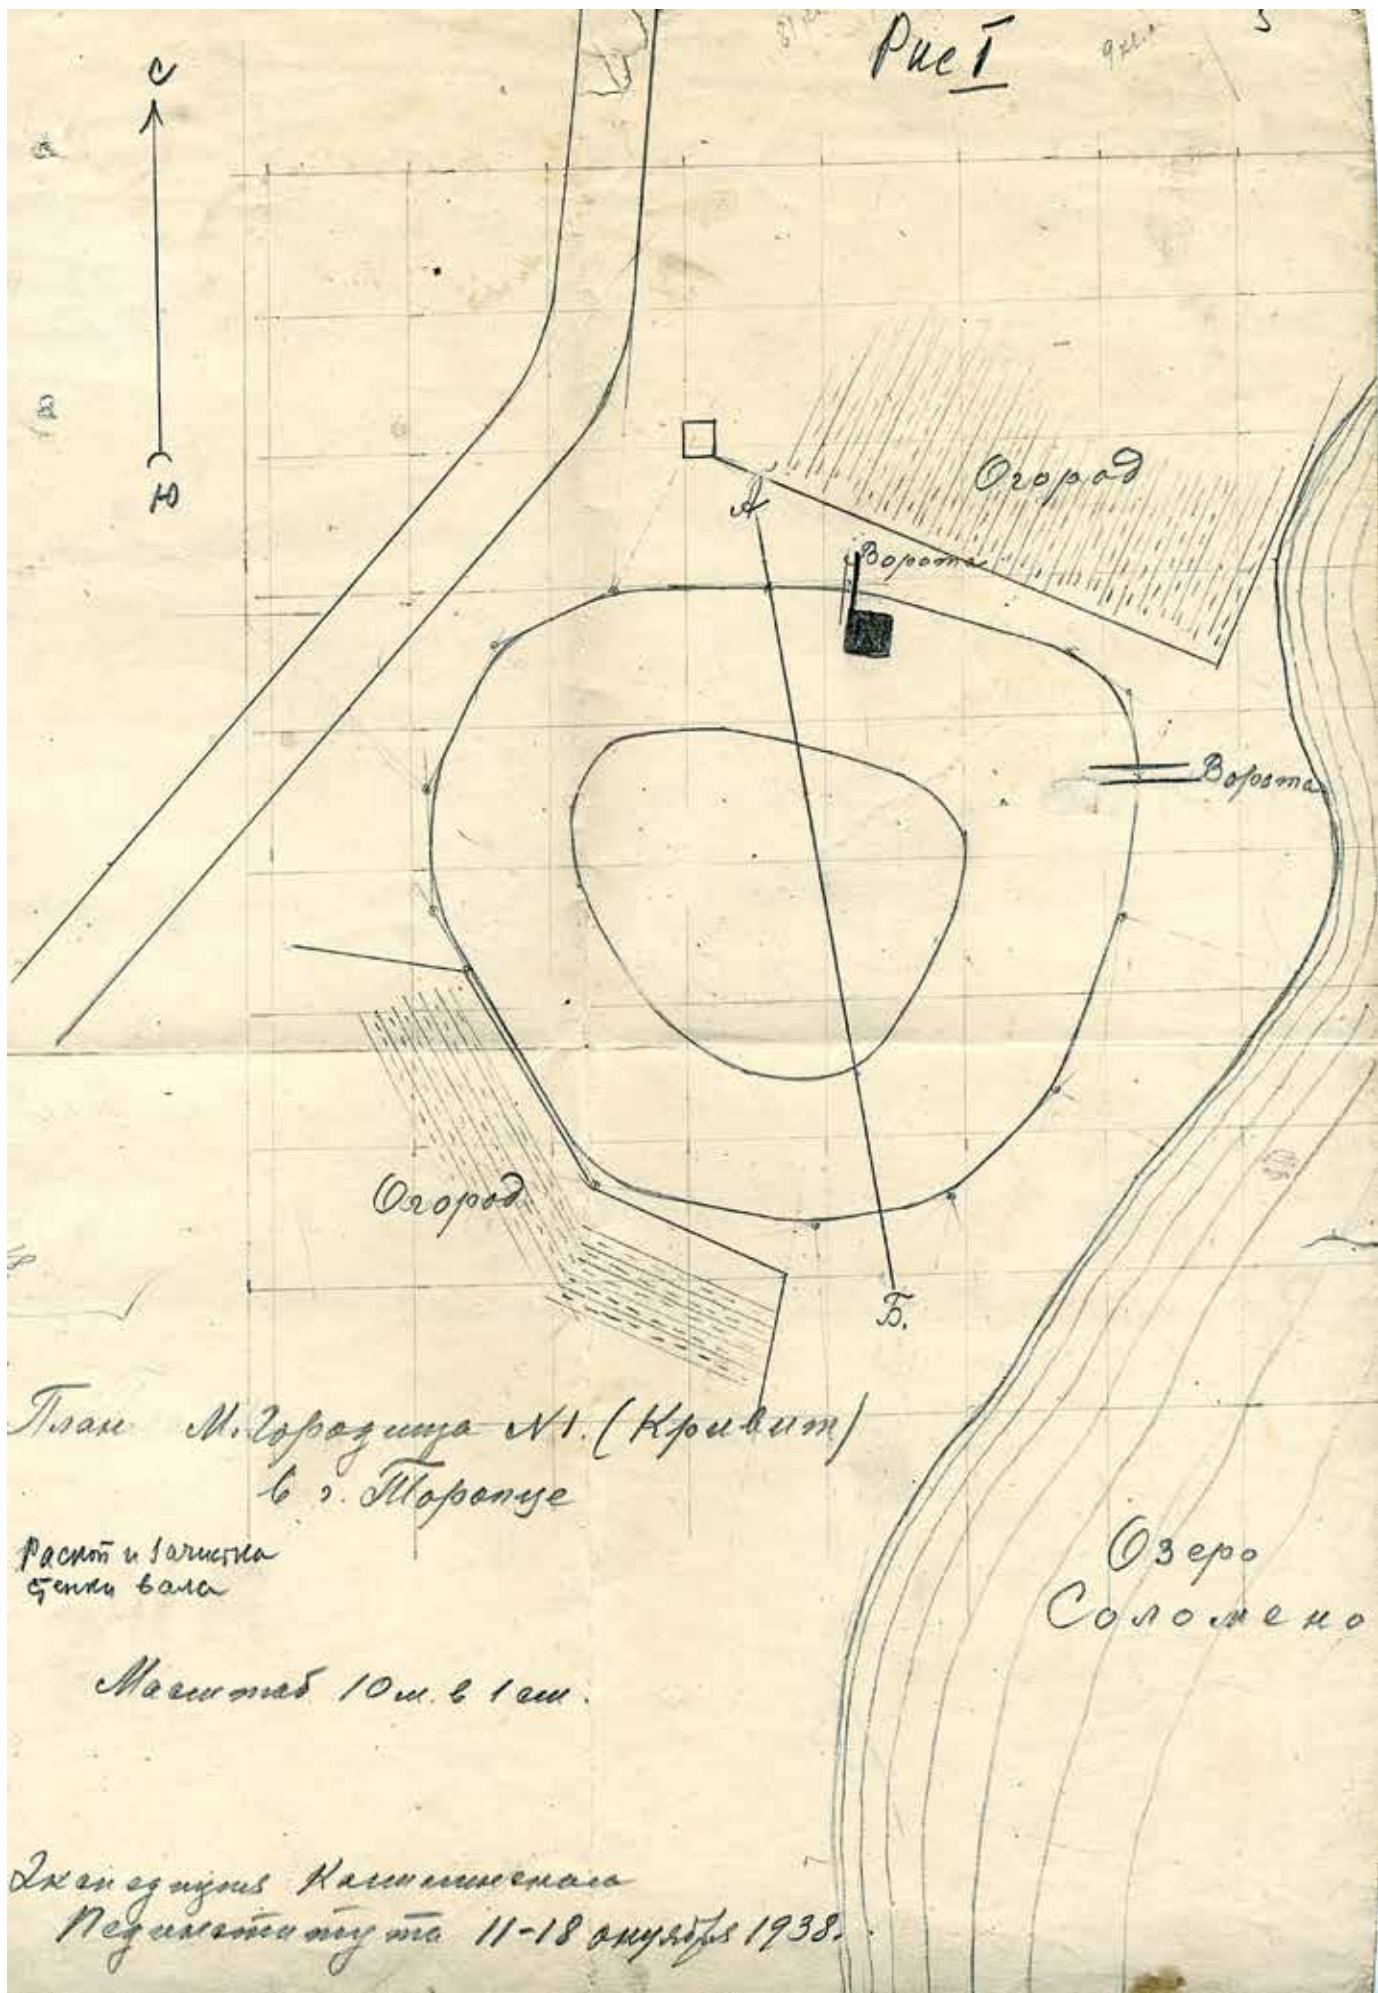 Рис I
С
Ю
Огород
А
Ворота
Ворота
Огород
Б.
План М. Городища №1. (Кривит)
в г. Торопце
Раскоп и зачистка
стенки вала
Озеро
Соломено
Масштаб 10 м. в 1 см.
Экспедиция Калининского
Пединститута 11-18 октября 1938.